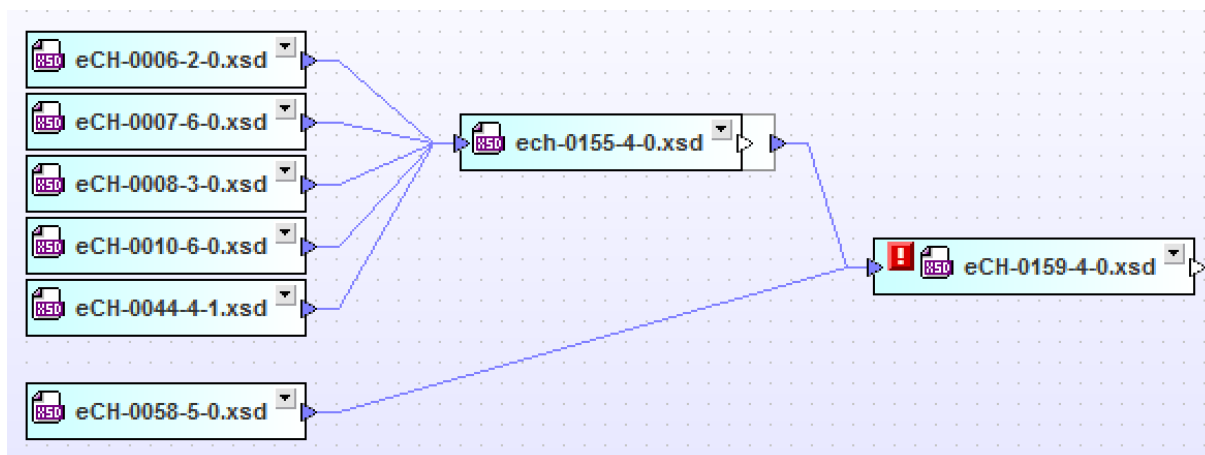 eCH-0006-2-0.xsd
eCH-0007-6-0.xsd
eCH-0008-3-0.xsd
eCH-0010-6-0.xsd
eCH-0044-4-1.xsd
eCH-0058-5-0.xsd
ech-0155-4-0.xsd
eCH-0159-4-0.xsd